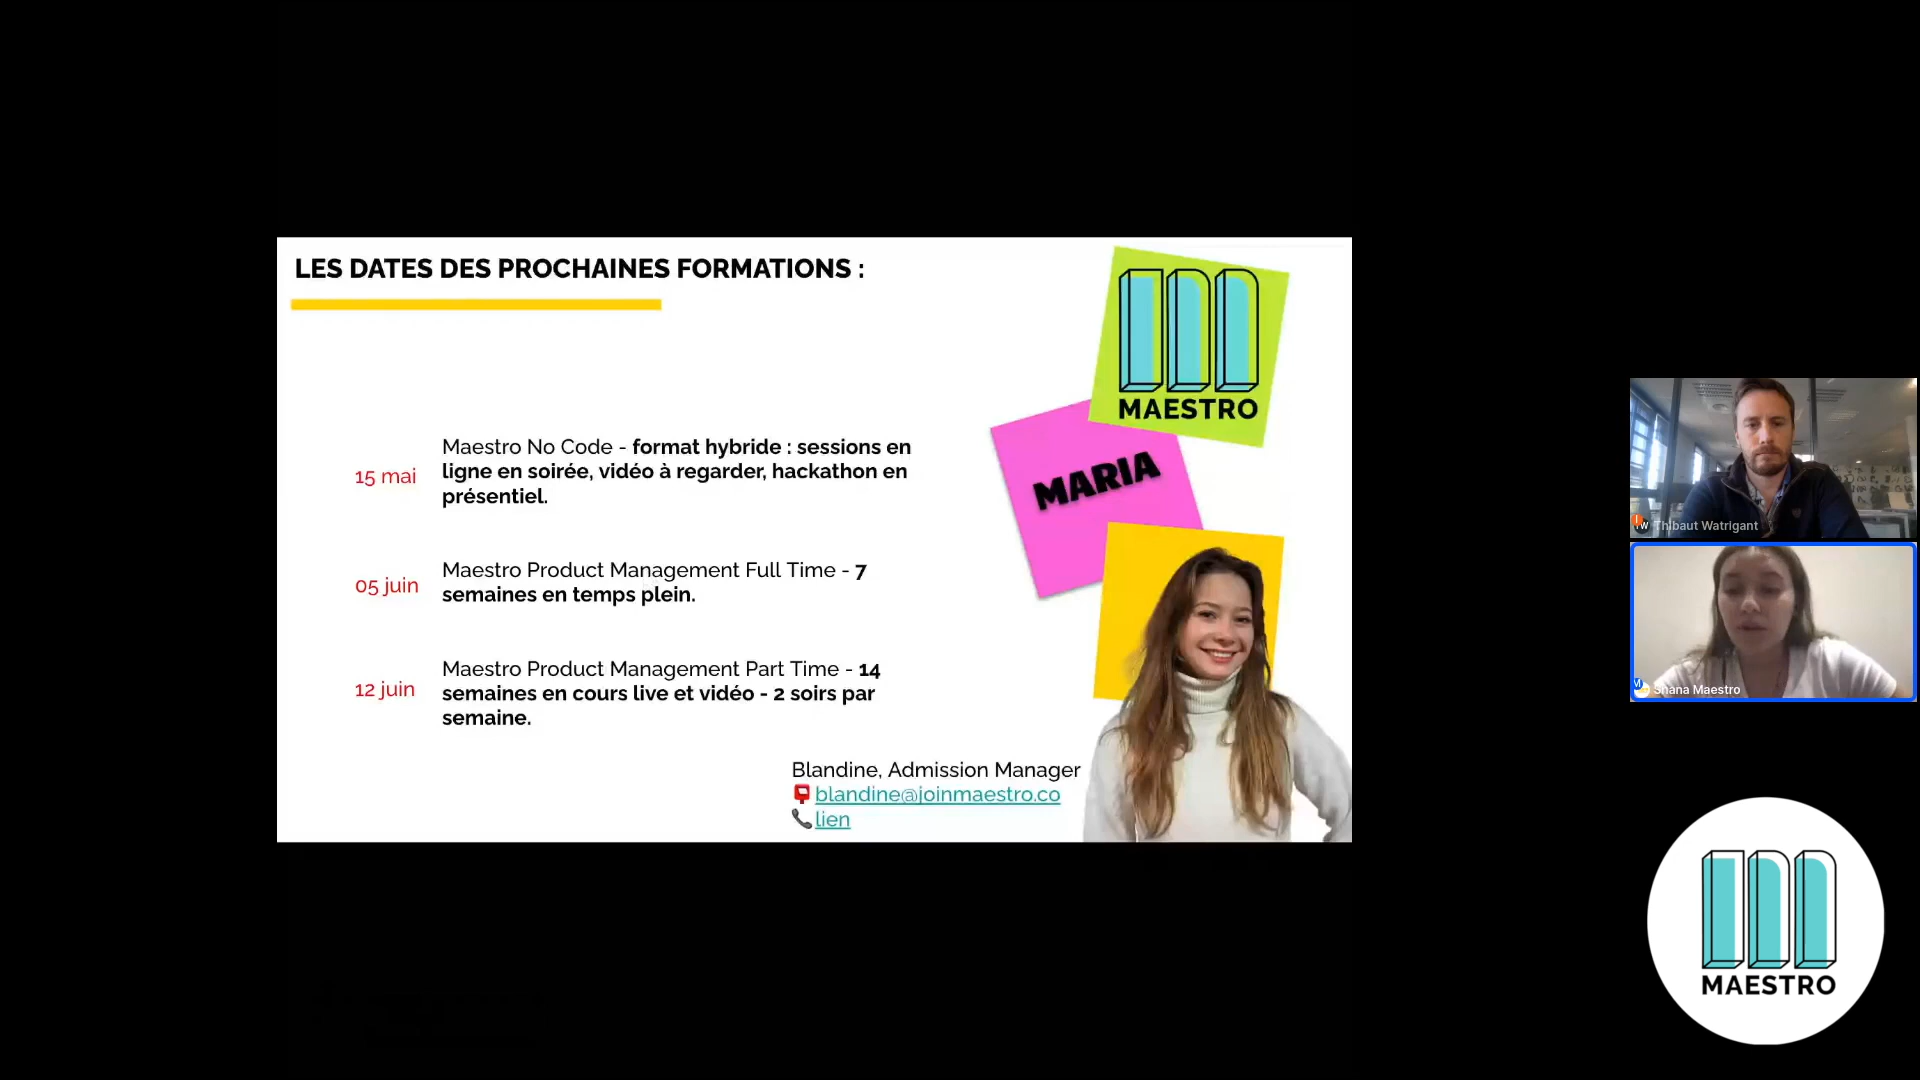 LES DATES DES PROCHAINES FORMATIONS :
MAESTRO
MARIA
15 mai
Maestro No Code - format hybride : sessions en
ligne en soirée, vidéo à regarder, hackathon en
présentiel.
05 juin
Maestro Product Management Full Time - 7
semaines en temps plein.
12 juin
Maestro Product Management Part Time - 14
semaines en cours live et vidéo - 2 soirs par
semaine.
Blandine, Admission Manager
blandine@joinmaestro.co
lien
Thibaut Watrigant
Shana Maestro
MAESTRO